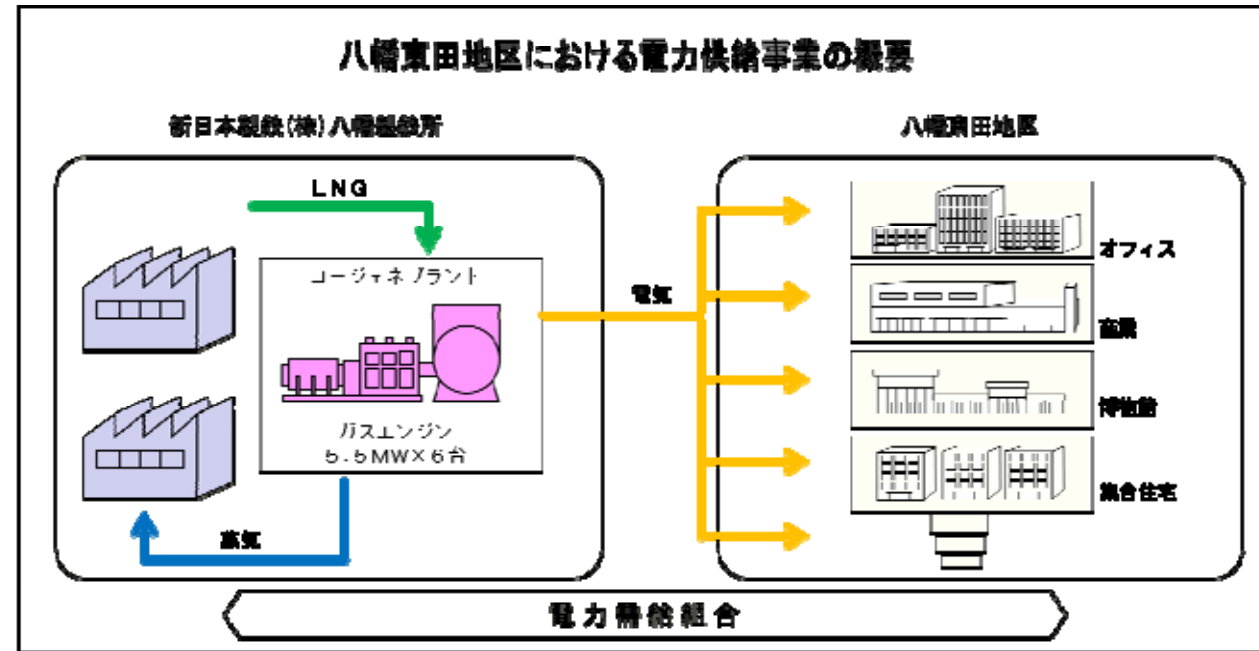 八幡東田地区における電力供給事業の概要
新日本製鉄(株)八幡製鉄所
八幡東田地区
LNG
コージェネプラント
ガスエンジン
5.5MW×6台
蒸気
電気
オフィス
商業
博物館
集合住宅
電力需給組合